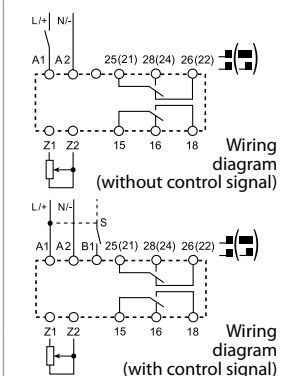 L/+ N/-
A1 A2 25(21) 28(24) 26(22)
Z1 Z2 15 16 18
Wiring
diagram
(without control signal)
L/+ N/-
S
A1 A2 B1 25(21) 28(24) 26(22)
Z1 Z2 15 16 18
Wiring
diagram
(with control signal)